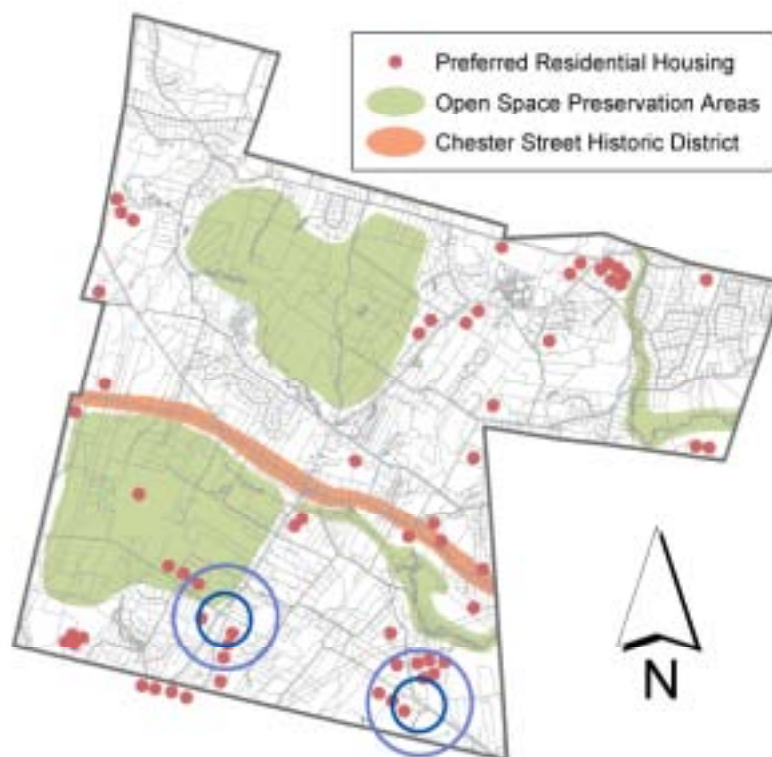 Preferred Residential Housing
Open Space Preservation Areas
Chester Street Historic District
N